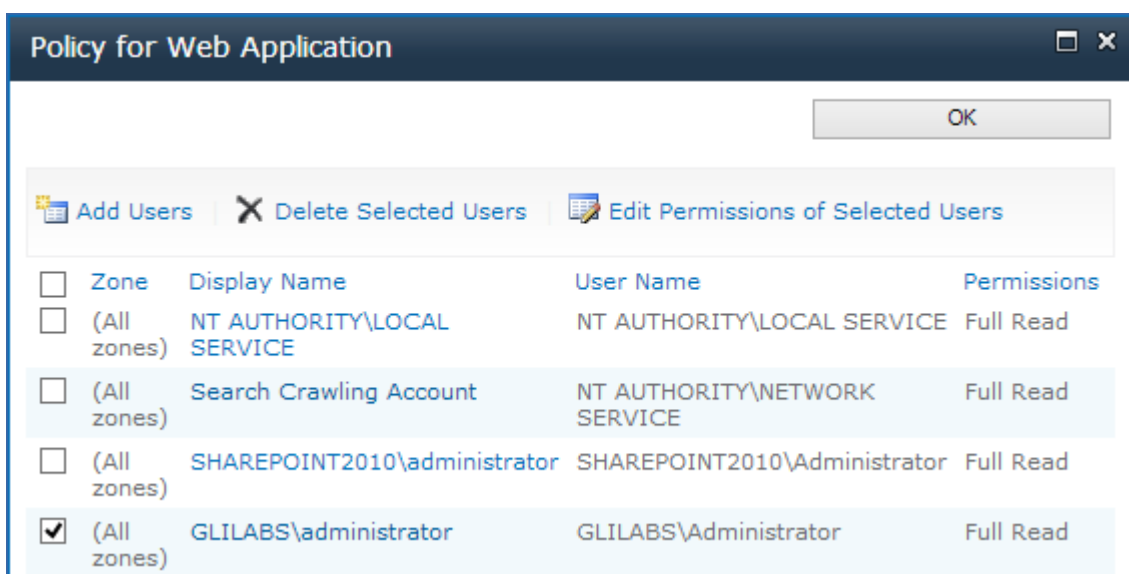 Policy for Web Application
OK
Add Users Delete Selected Users Edit Permissions of Selected Users
Zone Display Name User Name Permissions
(All zones) NT AUTHORITY\LOCAL SERVICE NT AUTHORITY\LOCAL SERVICE Full Read
(All zones) Search Crawling Account NT AUTHORITY\NETWORK SERVICE Full Read
(All zones) SHAREPOINT2010\administrator SHAREPOINT2010\Administrator Full Read
(All zones) GLILABS\administrator GLILABS\Administrator Full Read